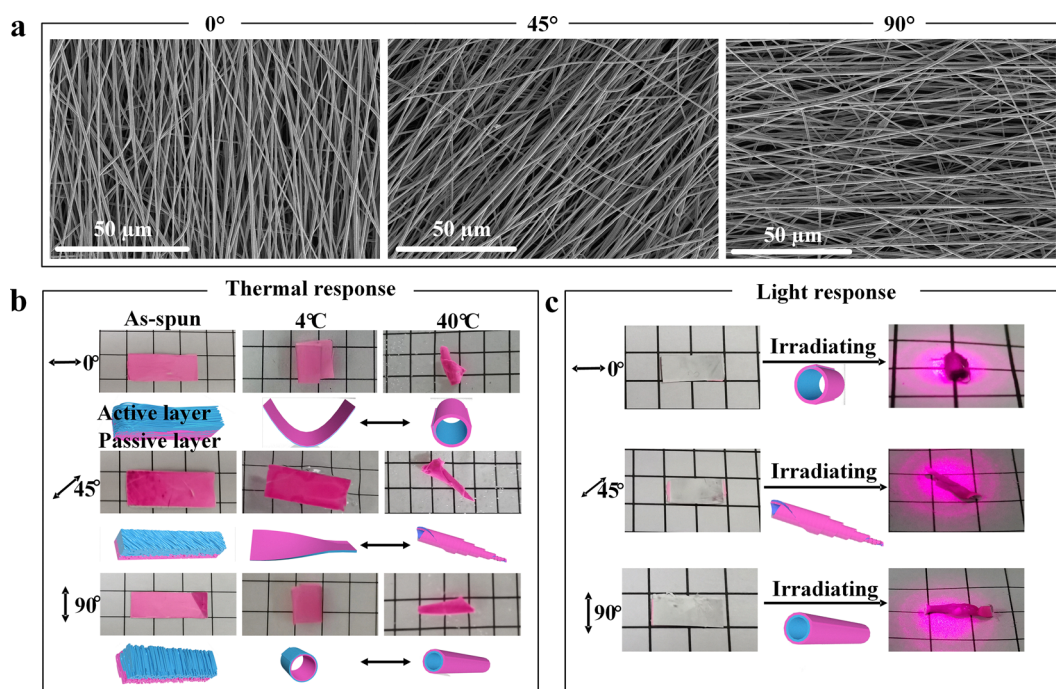 a
0°
45°
90°
50 µm
50 µm
50 µm
b
Thermal response
As-spun
4℃
40℃
0°
Active layer
Passive layer
45°
90°
c
Light response
0°
Irradiating
45°
Irradiating
90°
Irradiating